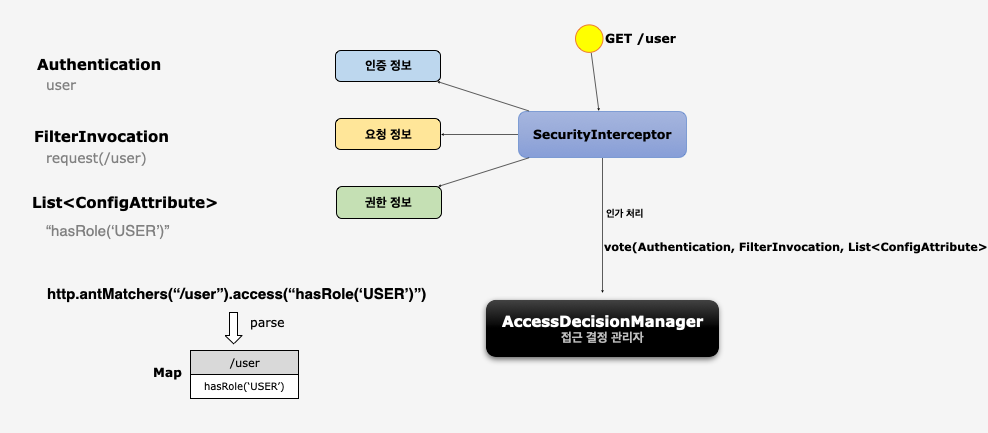 GET /user
Authentication
user
인증 정보
FilterInvocation
request(/user)
요청 정보
SecurityInterceptor
List<ConfigAttribute>
“hasRole(‘USER’)”
권한 정보
인가 처리
vote(Authentication, FilterInvocation, List<ConfigAttribute>
http.antMatchers(“/user”).access(“hasRole(‘USER’)”)
parse
Map
/user
hasRole(‘USER’)
AccessDecisionManager
접근 결정 관리자